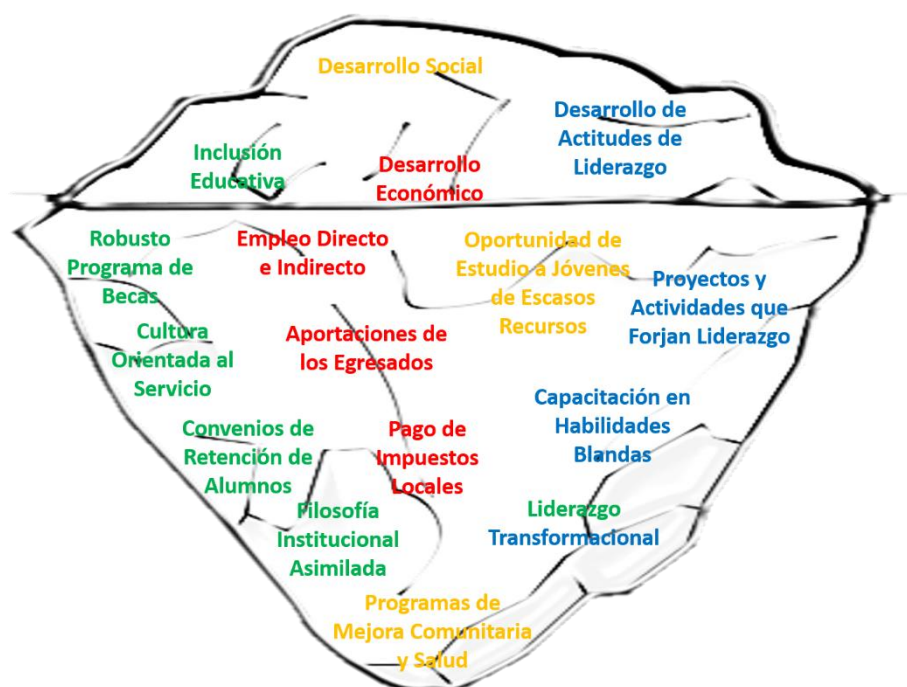 Desarrollo Social
Desarrollo de
Actitudes de
Liderazgo
Inclusión
Educativa
Desarrollo
Económico
Robusto
Programa de
Becas
Empleo Directo
e Indirecto
Oportunidad de
Estudio a Jóvenes
de Escasos
Recursos
Proyectos y
Actividades que
Forjan Liderazgo
Cultura
Orientada al
Servicio
Aportaciones de
los Egresados
Capacitación en
Habilidades
Blandas
Convenios de
Retención de
Alumnos
Pago de
Impuestos
Locales
Filosofía
Institucional
Asimilada
Liderazgo
Transformacional
Programas de
Mejora Comunitaria
y Salud